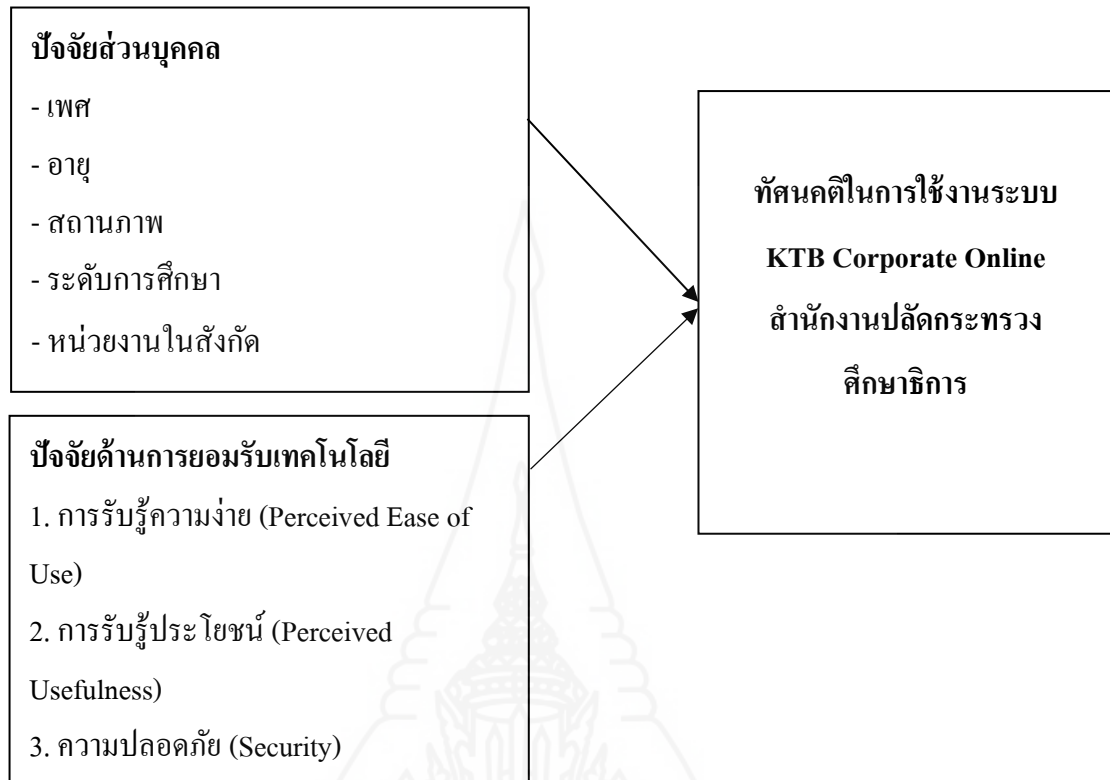 ปัจจัยส่วนบุคคล
- เพศ
- อายุ
- สถานภาพ
- ระดับการศึกษา
- หน่วยงานในสังกัด
ปัจจัยด้านการยอมรับเทคโนโลยี
1. การรับรู้ความง่าย (Perceived Ease of
Use)
2. การรับรู้ประโยชน์ (Perceived
Usefulness)
3. ความปลอดภัย (Security)
ทัศนคติในการใช้งานระบบ
KTB Corporate Online
สำนักงานปลัดกระทรวง
ศึกษาธิการ